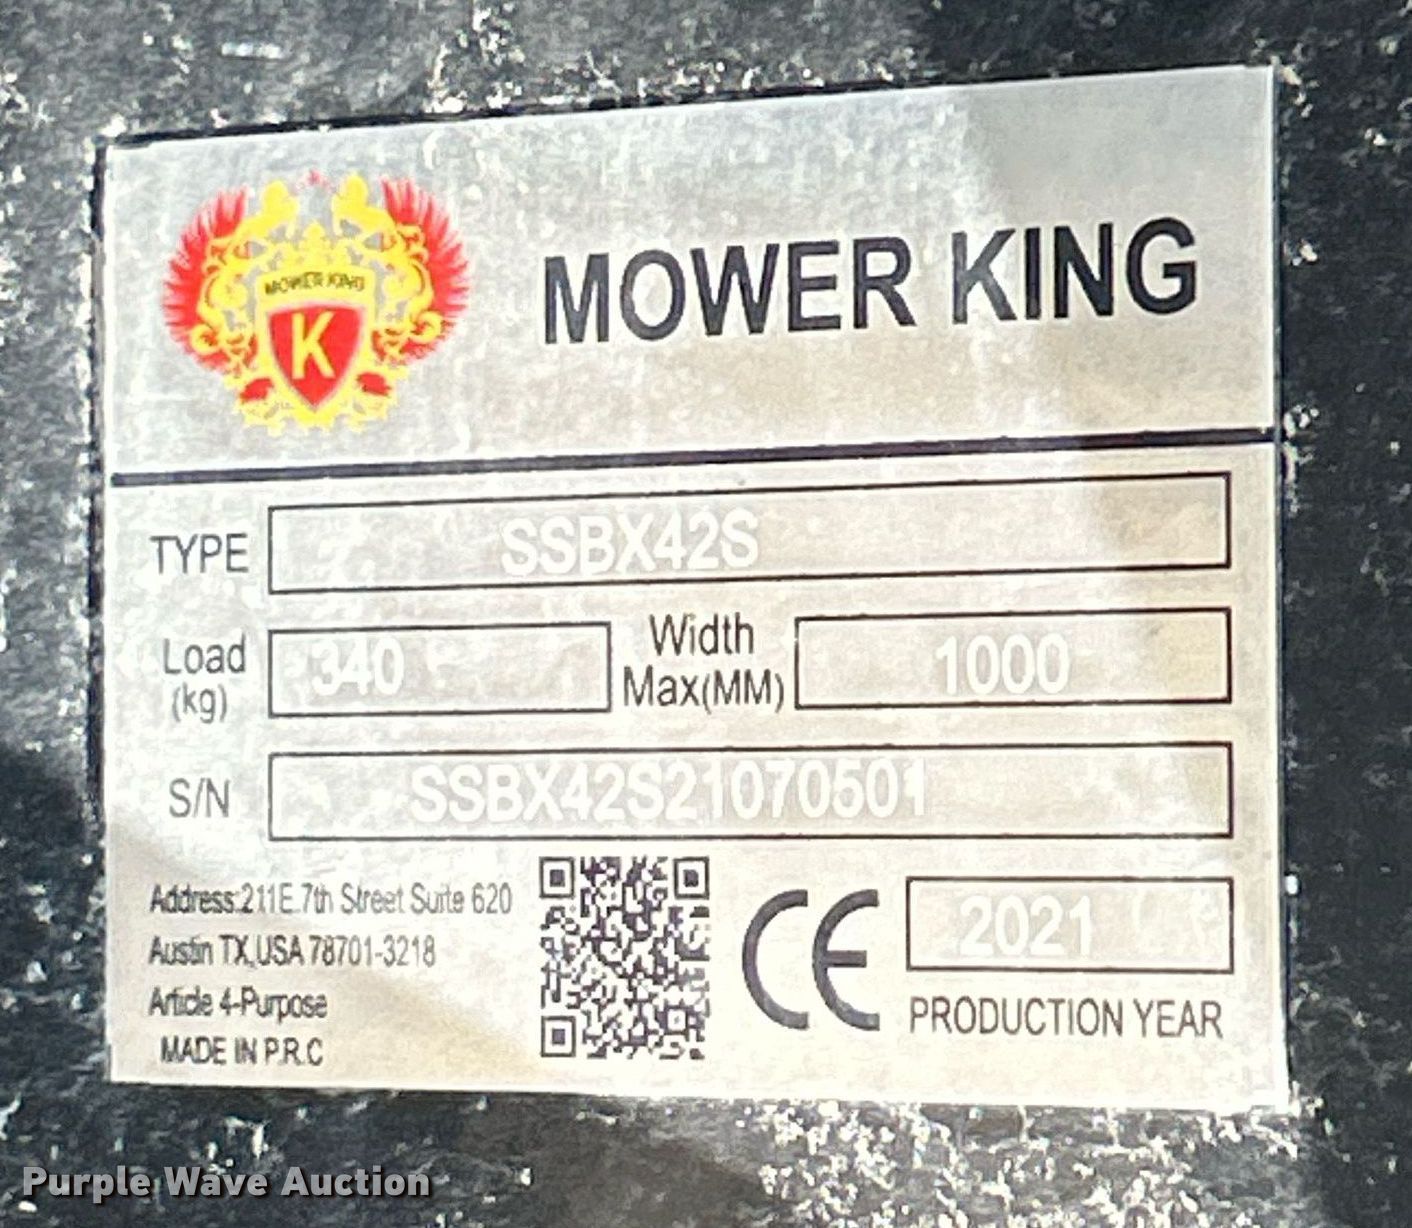 MOWER KING
K
MOWER KING
TYPE SSBX42S
Load (kg) 340 Width Max(MM) 1000
S/N SSBX42S21070501
Address:211E.7th Street Suite 620
Austin TX,USA 78701-3218
Article 4-Purpose
MADE IN P.R.C
CE
2021
PRODUCTION YEAR
Purple Wave Auction